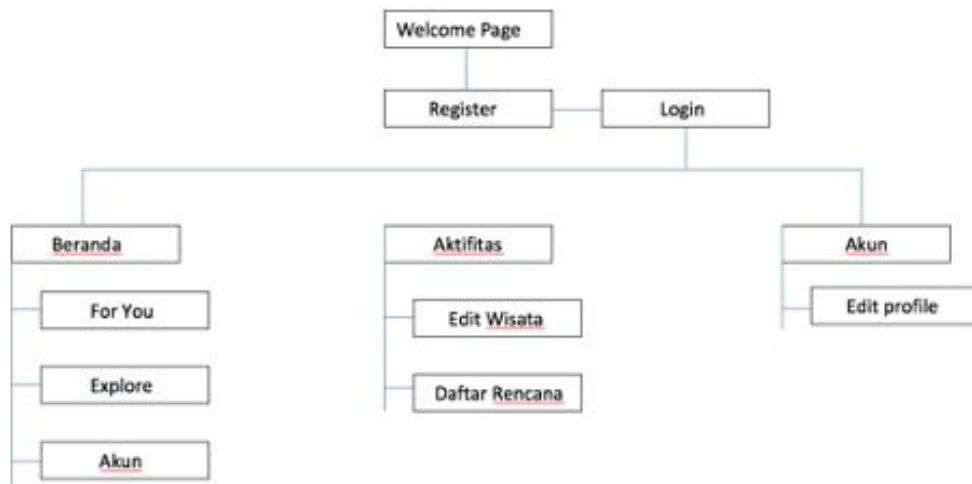 Welcome Page
Register
Login
Beranda
Aktifitas
Akun
For You
Edit Wisata
Edit profile
Explore
Daftar Rencana
Akun